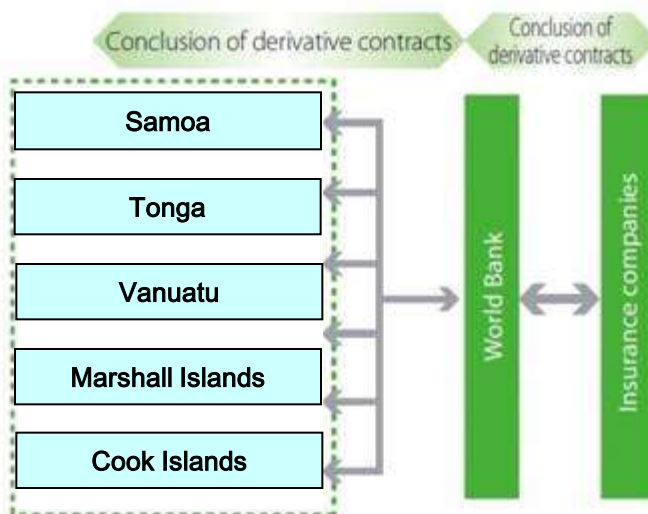 Conclusion of derivative contracts
Conclusion of
derivative contracts
Samoa
Tonga
Vanuatu
Marshall Islands
Cook Islands
World Bank
Insurance companies